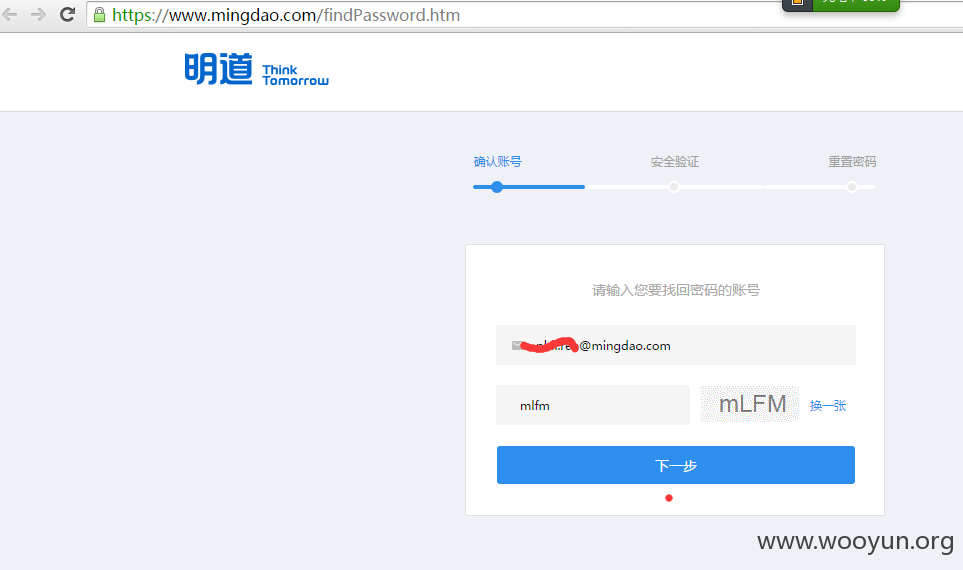 https://www.mingdao.com/findPassword.htm
明道 Think Tomorrow
确认账号 安全验证 重置密码
请输入您要找回密码的账号
@mingdao.com
mlfm mLFM 换一张
下一步
www.wooyun.org